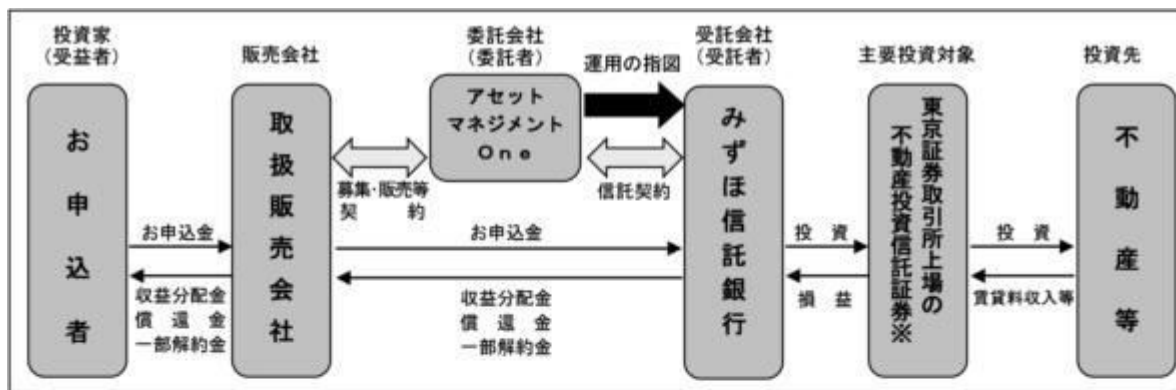 投資家
(受益者)
お申込者
販売会社
取扱販売会社
委託会社
(委託者)
アセット
マネジメント
One
運用の指図
受託会社
(受託者)
みずほ信託銀行
主要投資対象
東京証券取引所上場の
不動産投資信託証券※
投資先
不動産等
募集・販売等
契約
信託契約
お申込金
収益分配金
償還金
一部解約金
お申込金
収益分配金
償還金
一部解約金
投資
損益
投資
賃貸料収入等